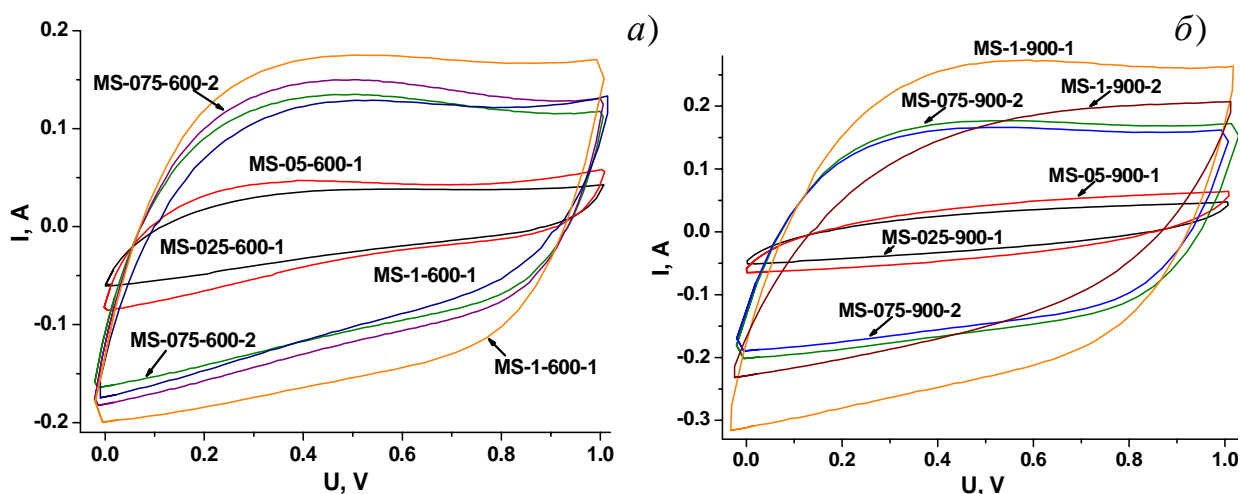 а)
0.2
MS-075-600-2
0.1
MS-05-600-1
I, A
0.0
MS-025-600-1
MS-1-600-1
-0.1
MS-075-600-2
MS-1-600-1
-0.2
0.0 0.2 0.4 0.6 0.8 1.0
U, V
б)
MS-1-900-1
0.3
MS-1-900-2
MS-075-900-2
0.2
0.1
MS-05-900-1
I, A
0.0
MS-025-900-1
-0.1
MS-075-900-2
-0.2
-0.3
0.0 0.2 0.4 0.6 0.8 1.0
U, V